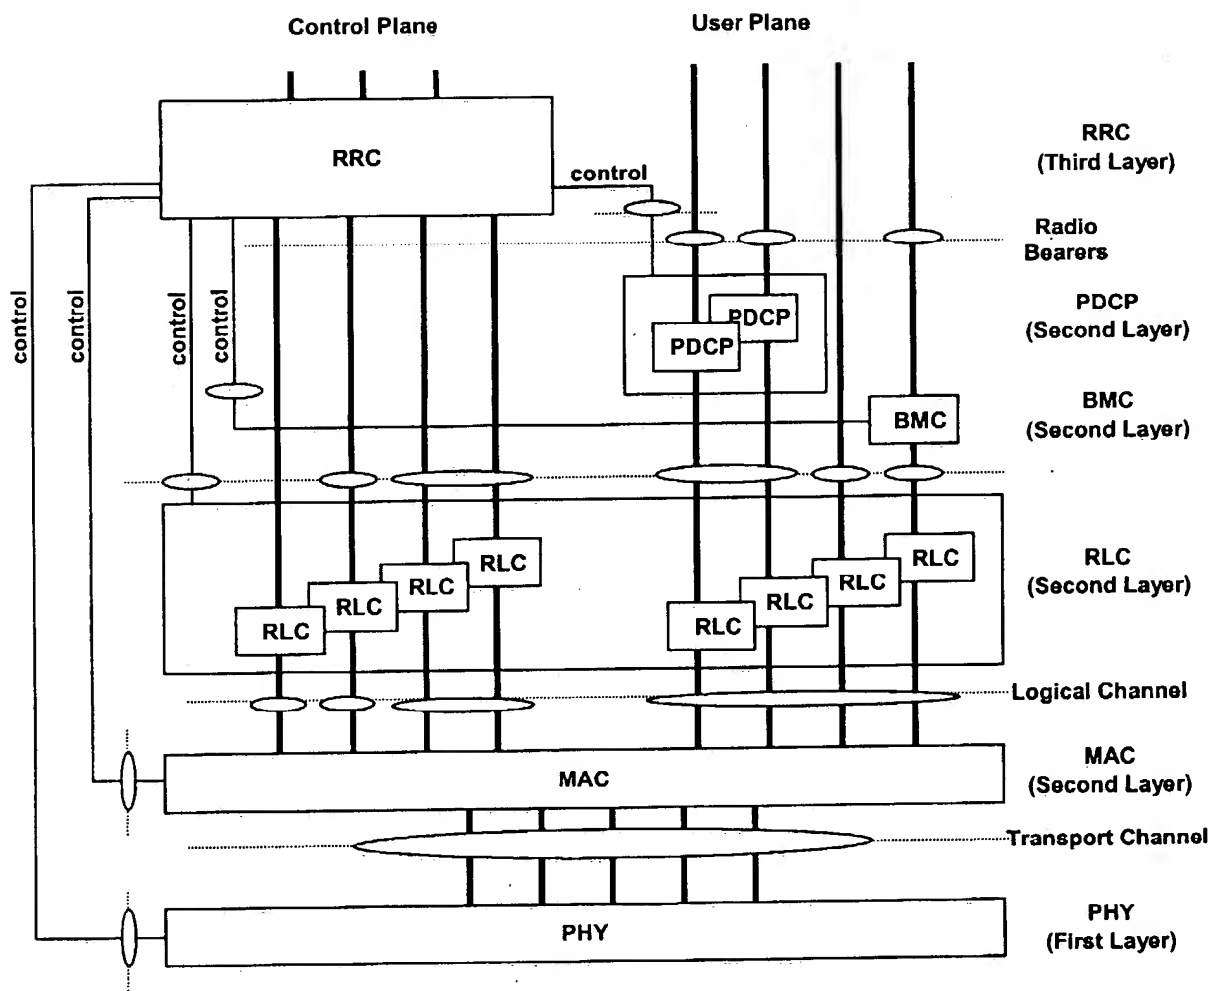 Control Plane
User Plane
RRC
RRC
(Third Layer)
control
Radio
Bearers
control
control
control
control
PDCP
PDCP
PDCP
(Second Layer)
BMC
BMC
(Second Layer)
RLC
RLC
RLC
RLC
RLC
RLC
RLC
RLC
RLC
(Second Layer)
Logical Channel
MAC
MAC
(Second Layer)
Transport Channel
PHY
PHY
(First Layer)